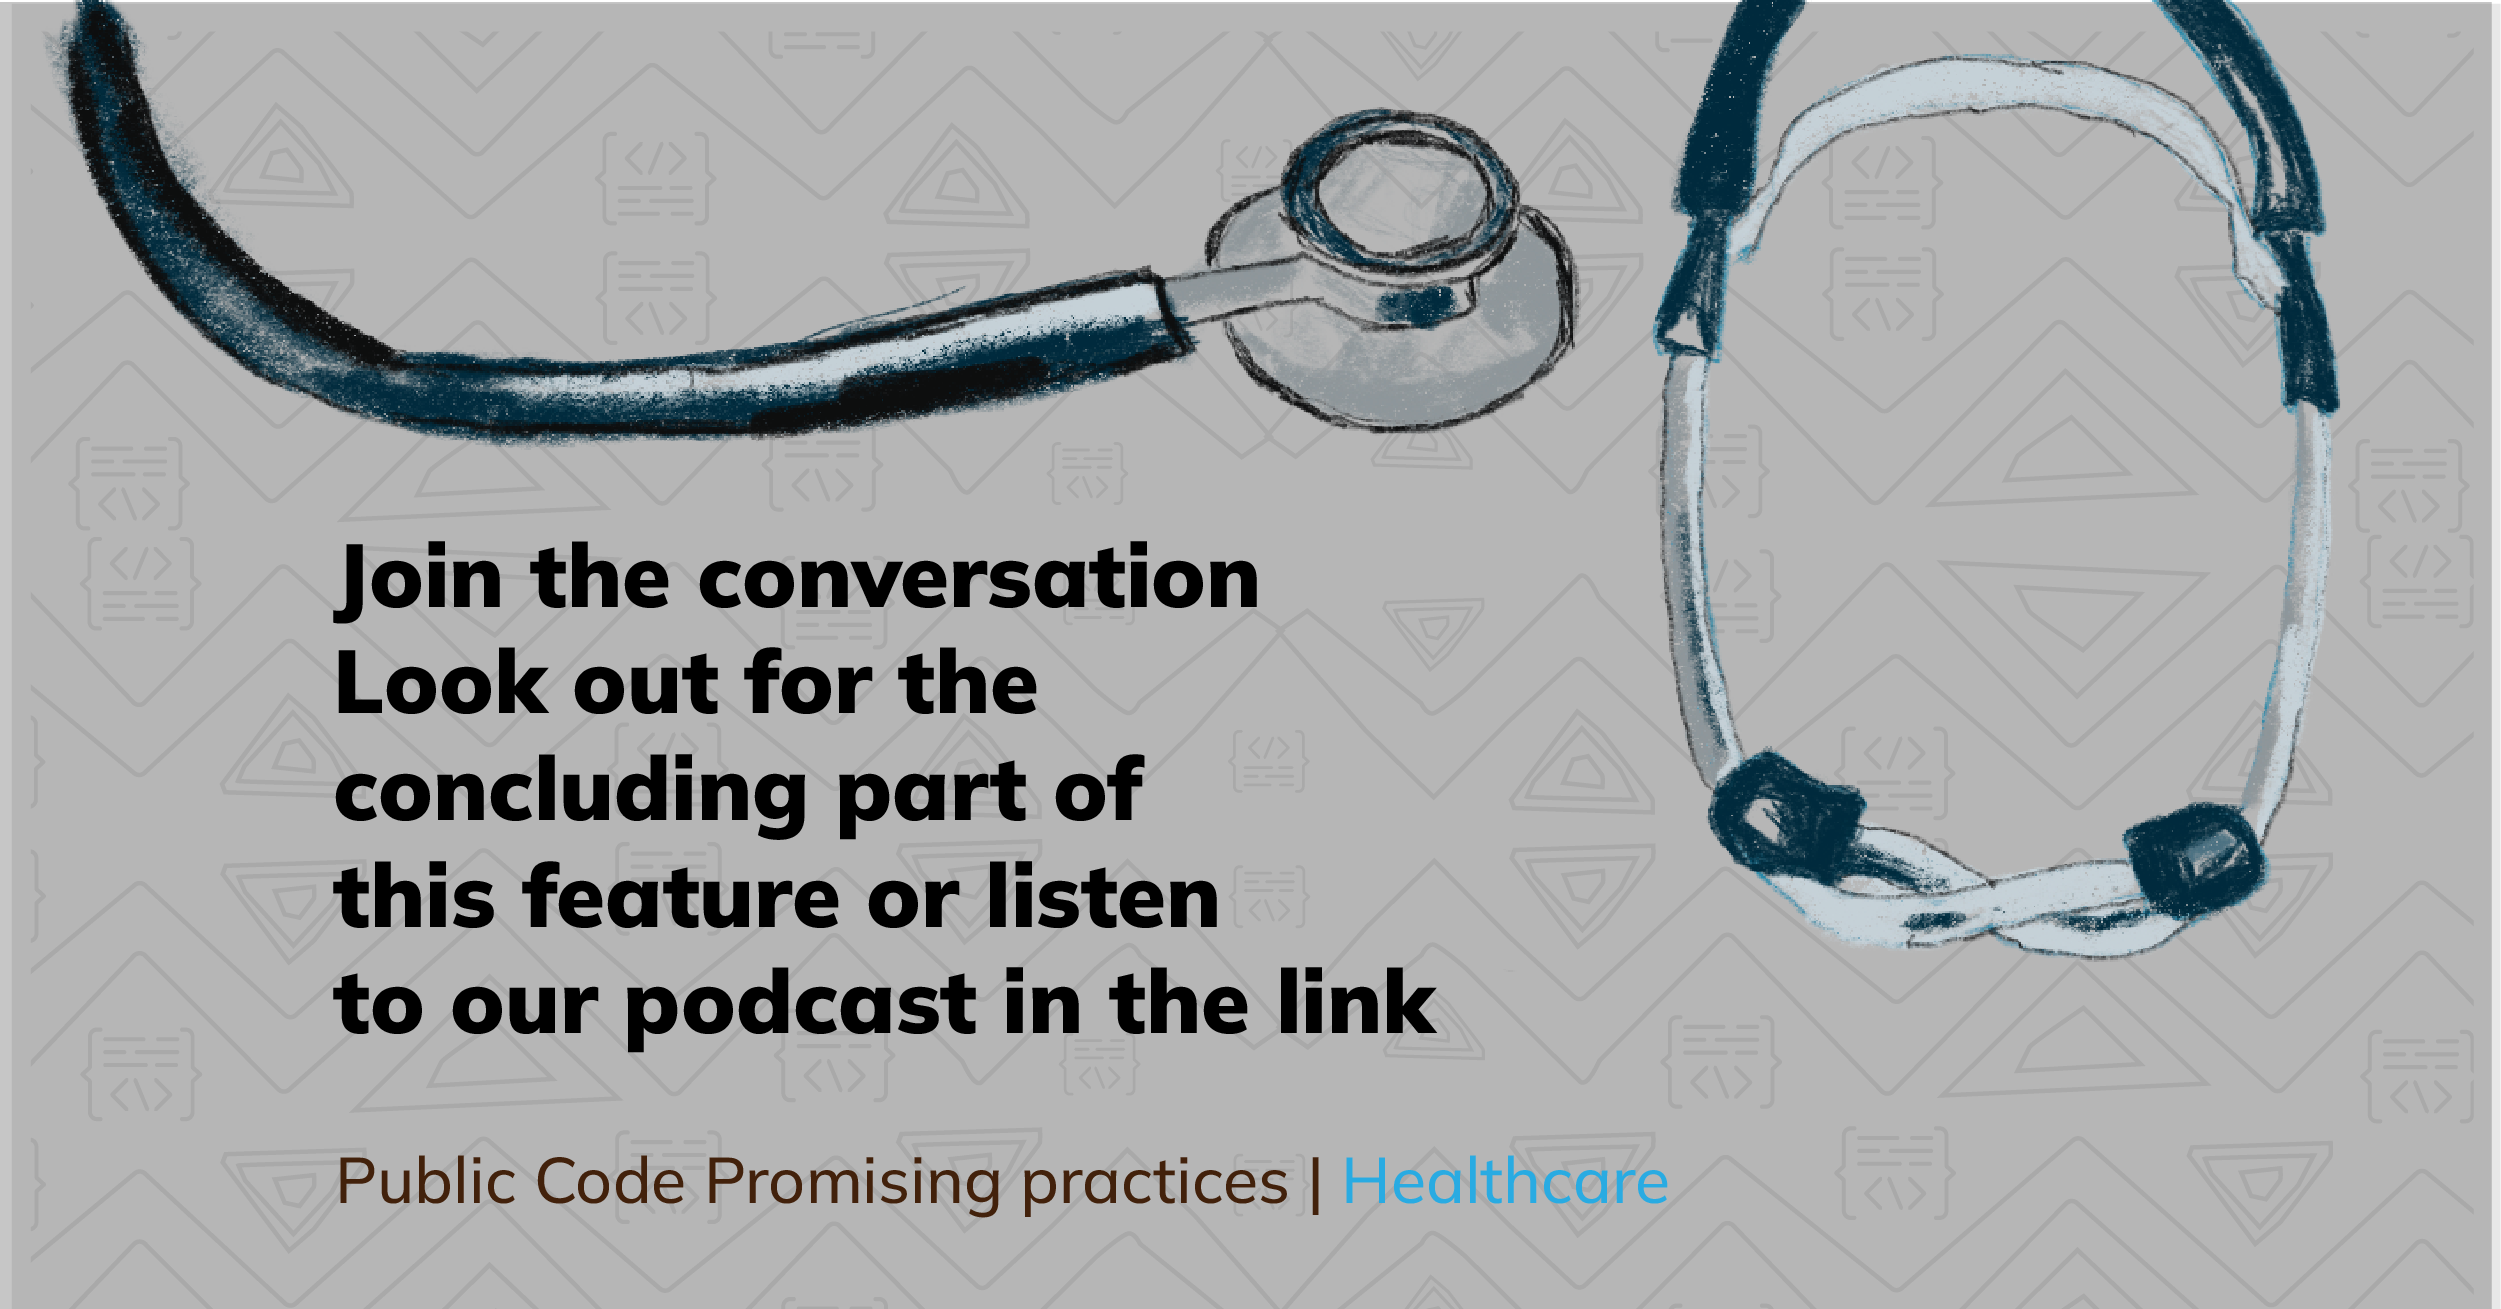 Join the conversation
Look out for the
concluding part of
this feature or listen
to our podcast in the link
Public Code Promising practices | Healthcare